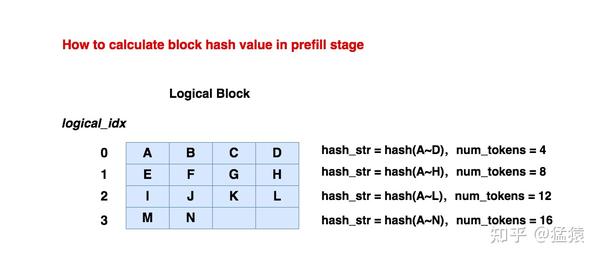 How to calculate block hash value in prefill stage
Logical Block
logical_idx
0 A B C D hash_str = hash(A~D), num_tokens = 4
1 E F G H hash_str = hash(A~H), num_tokens = 8
2 I J K L hash_str = hash(A~L), num_tokens = 12
3 M N hash_str = hash(A~N), num_tokens = 16
知乎 @猛猿